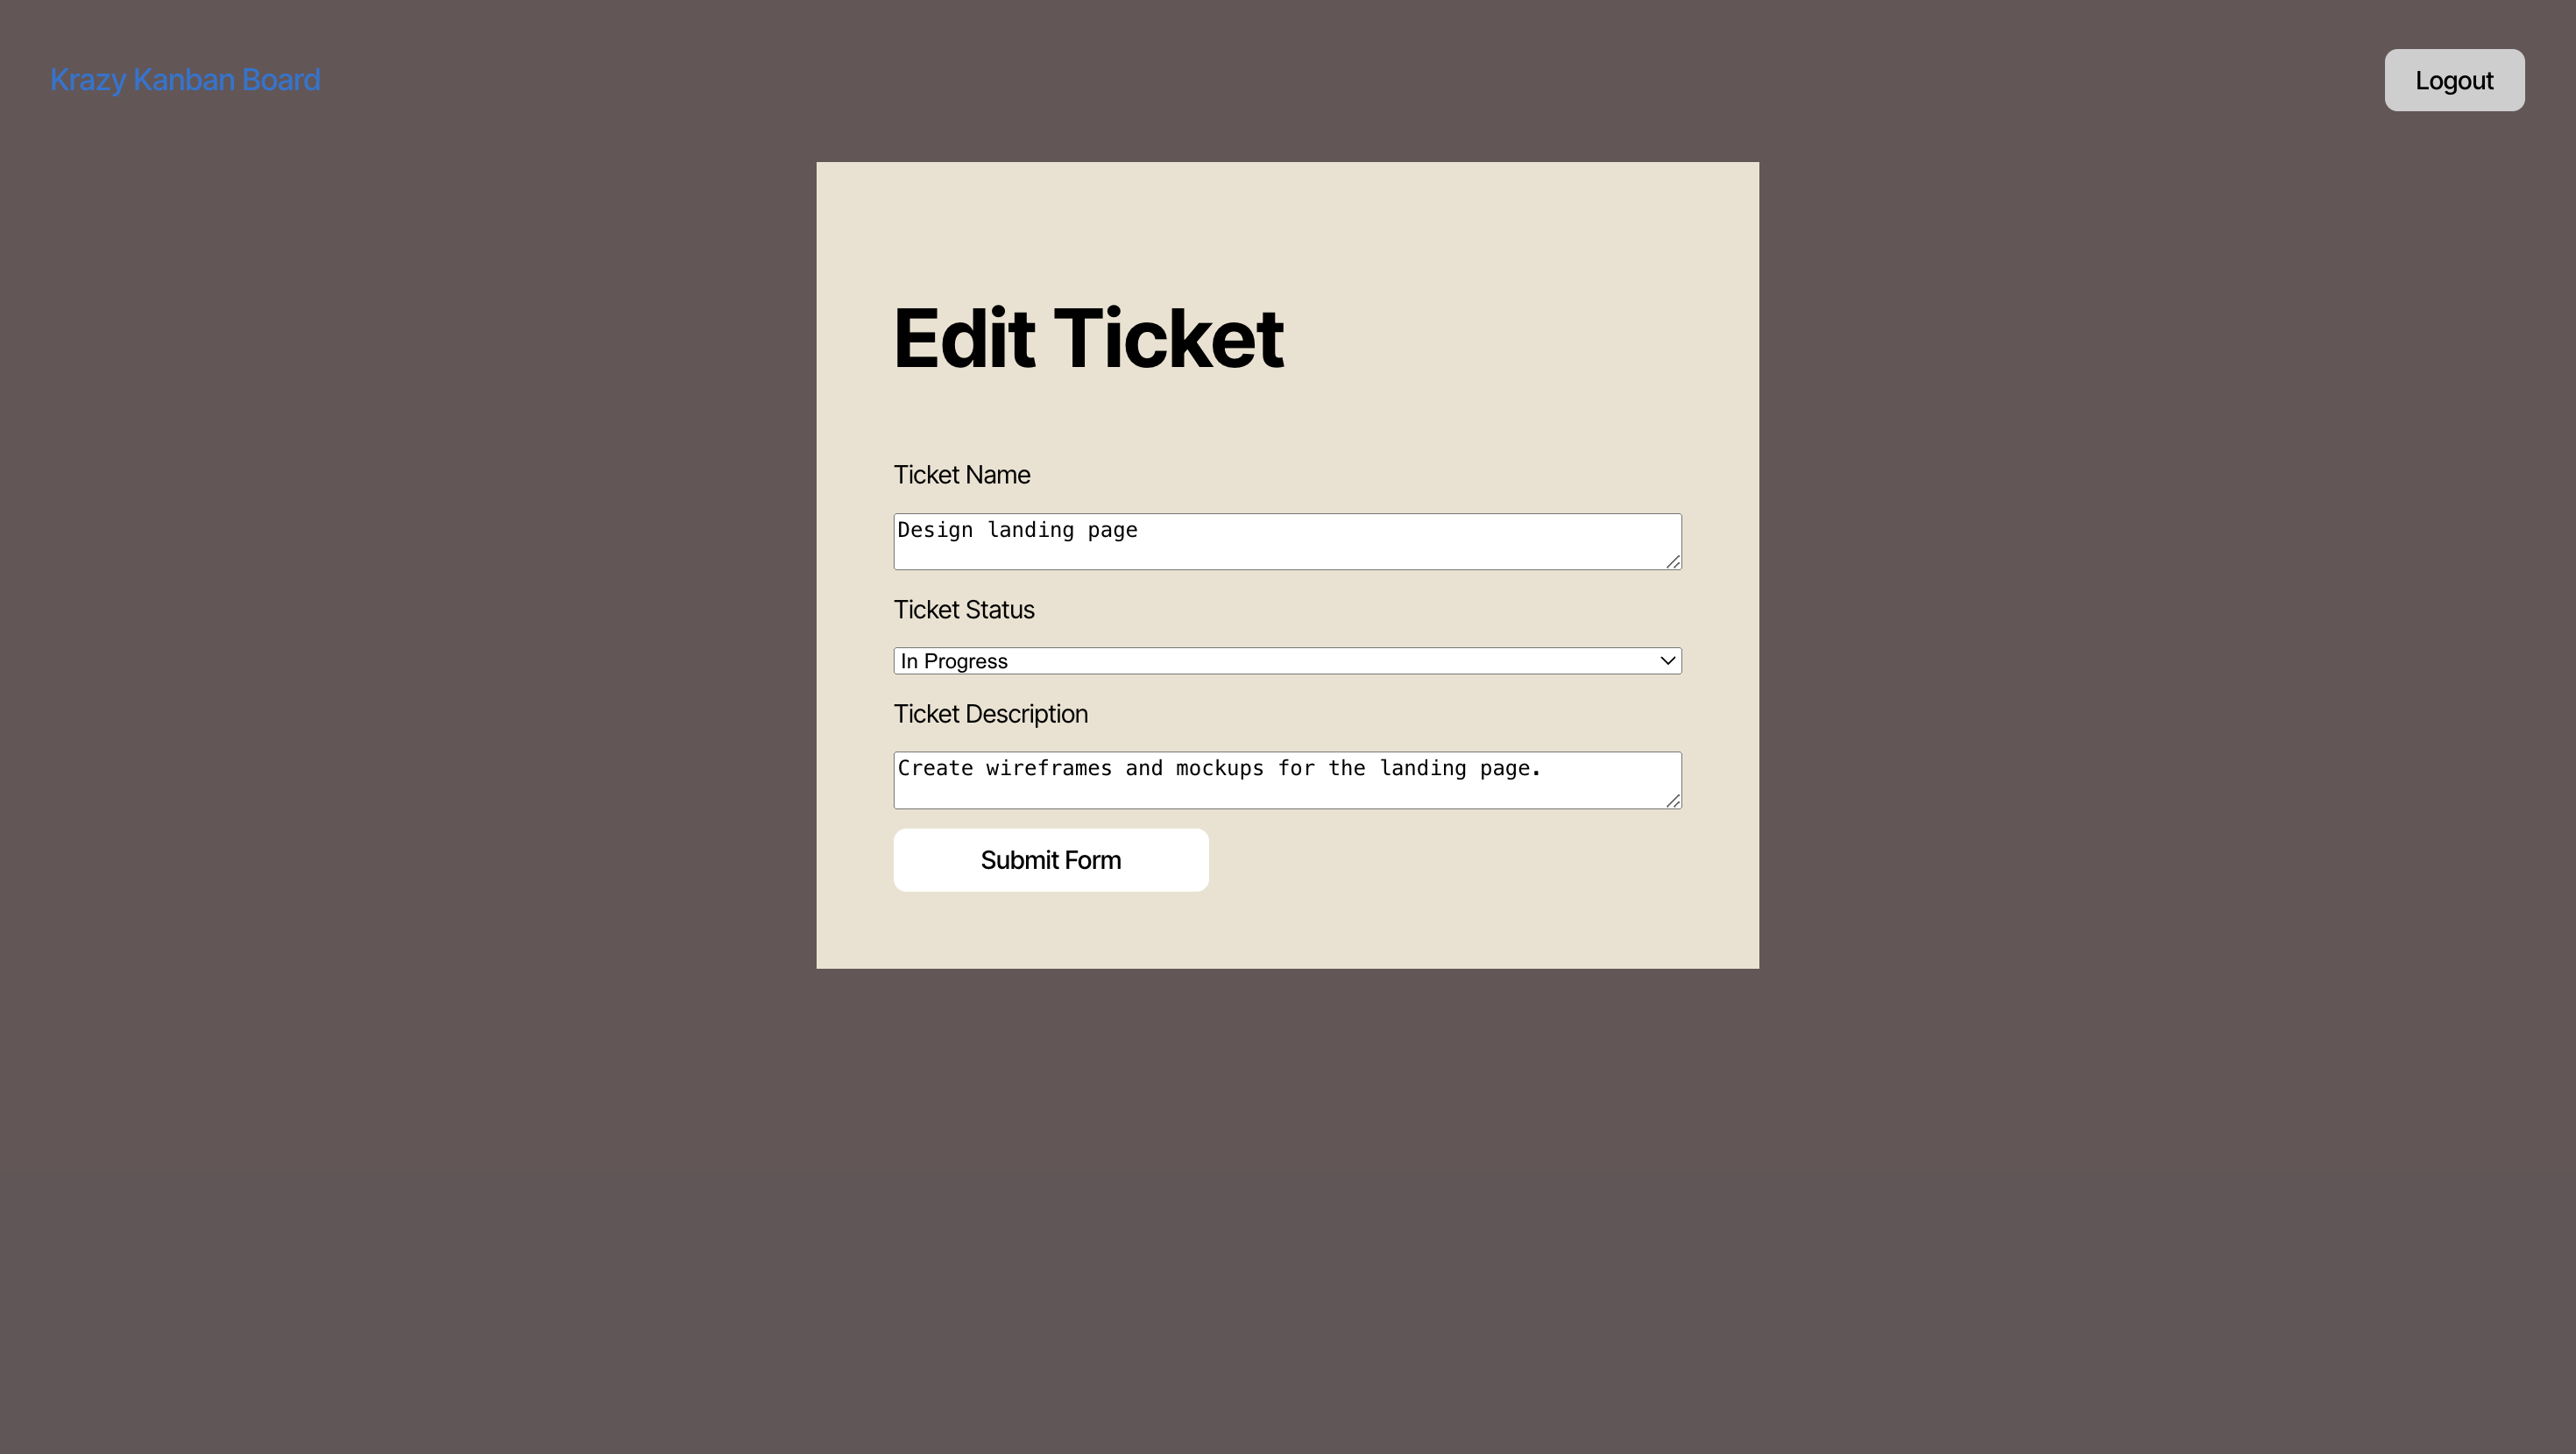 Krazy Kanban Board
Logout
Edit Ticket
Ticket Name
Design landing page
Ticket Status
In Progress
Ticket Description
Create wireframes and mockups for the landing page.
Submit Form